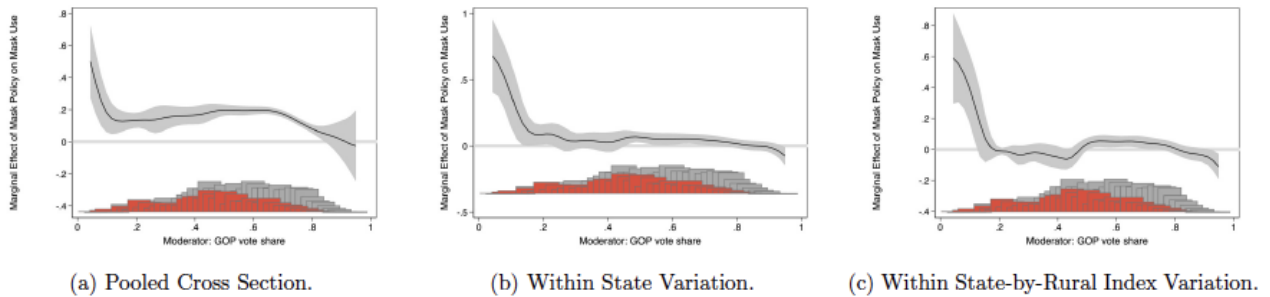 Marginal Effect of Mask Policy on Mask Use
.8
.6
.4
.2
0
-.2
-.4
0 .2 .4 .6 .8 1
Moderator: GOP vote share
(a) Pooled Cross Section.
Marginal Effect of Mask Policy on Mask Use
1
.5
0
-.5
0 .2 .4 .6 .8 1
Moderator: GOP vote share
(b) Within State Variation.
Marginal Effect of Mask Policy on Mask Use
.8
.6
.4
.2
0
-.2
-.4
0 .2 .4 .6 .8 1
Moderator: GOP vote share
(c) Within State-by-Rural Index Variation.